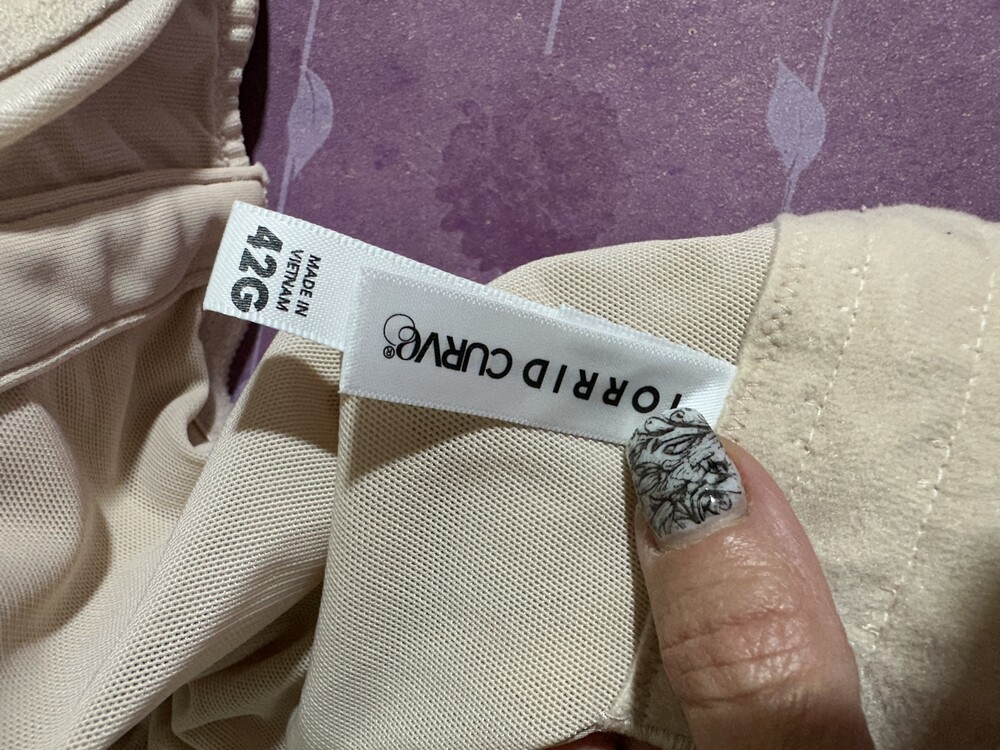 TORRID CURVE®
42G
MADE IN
VIETNAM